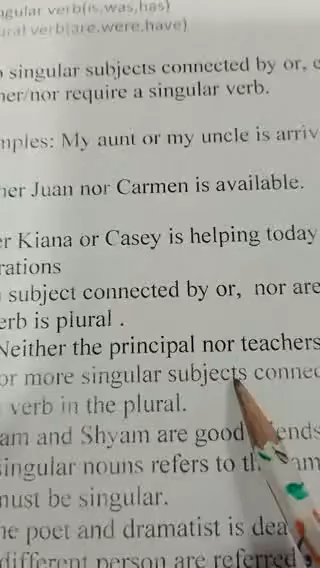 ngular verb(is,was,has)
ural verb(are,were,have)
singular subjects connected by or,
her/nor require a singular verb.
mples: My aunt or my uncle is arriv
her Juan nor Carmen is available.
er Kiana or Casey is helping today
rations
subject connected by or, nor are
erb is plural .
Neither the principal nor teachers
or more singular subjects connec
verb in the plural.
am and Shyam are good
singular nouns refers to
must be singular.
he poet and dramatist is dea
different person are referred